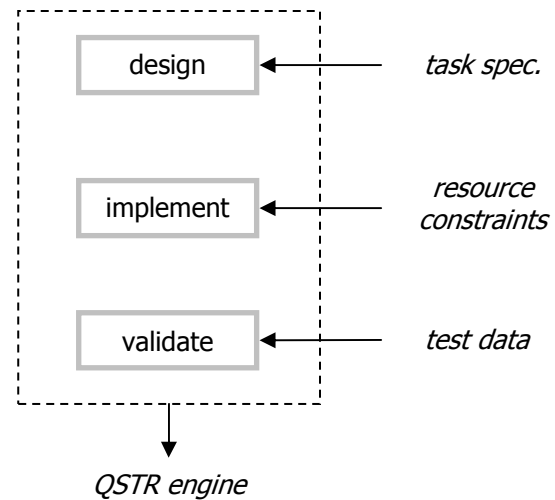 design
task spec.
implement
resource
constraints
validate
test data
QSTR engine